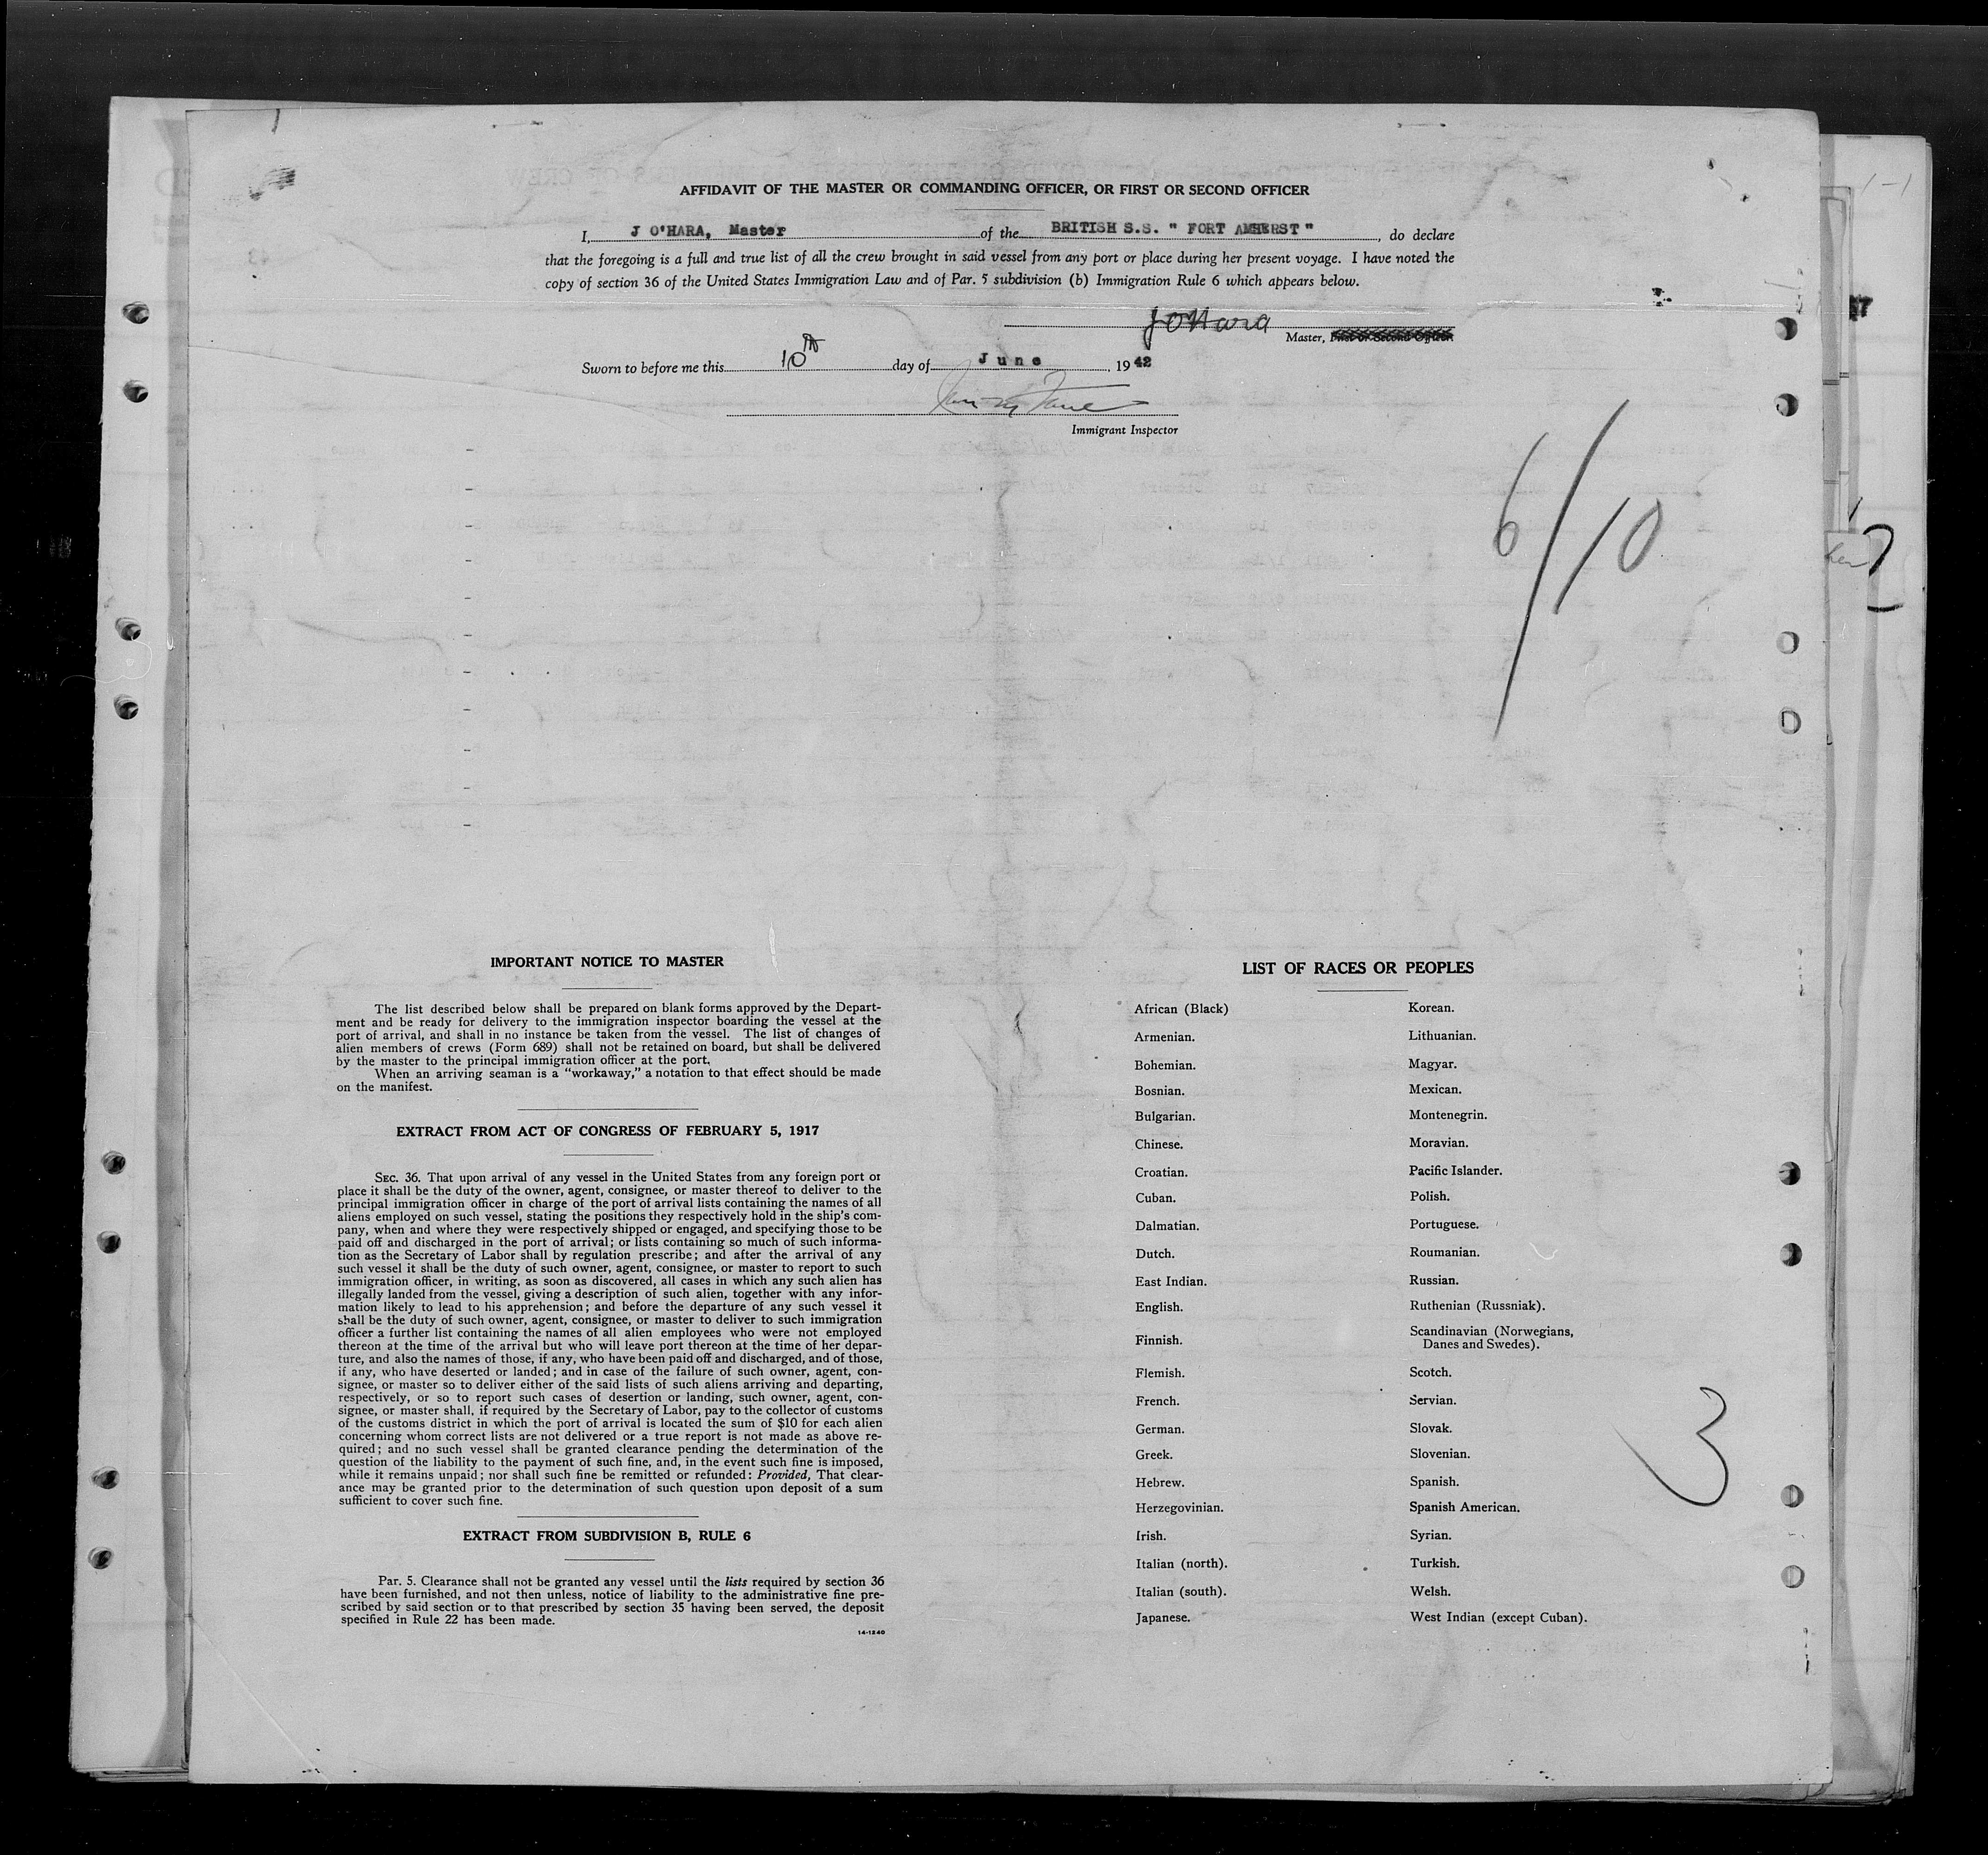 AFFIDAVIT OF THE MASTER OR COMMANDING OFFICER, OR FIRST OR SECOND OFFICER
I, J O'HARA, Master of the BRITISH S.S. " FORT AMHERST ", do declare
that the foregoing is a full and true list of all the crew brought in said vessel from any port or place during her present voyage. I have noted the
copy of section 36 of the United States Immigration Law and of Par. 5 subdivision (b) Immigration Rule 6 which appears below.
J O'Hara
Master, First or Second Officer.
Sworn to before me this 10th day of June, 1942
Immigrant Inspector
6/10
IMPORTANT NOTICE TO MASTER
The list described below shall be prepared on blank forms approved by the Depart-
ment and be ready for delivery to the immigration inspector boarding the vessel at the
port of arrival, and shall in no instance be taken from the vessel. The list of changes of
alien members of crews (Form 689) shall not be retained on board, but shall be delivered
by the master to the principal immigration officer at the port.
When an arriving seaman is a "workaway," a notation to that effect should be made
on the manifest.
EXTRACT FROM ACT OF CONGRESS OF FEBRUARY 5, 1917
SEC. 36. That upon arrival of any vessel in the United States from any foreign port or
place it shall be the duty of the owner, agent, consignee, or master thereof to deliver to the
principal immigration officer in charge of the port of arrival lists containing the names of all
aliens employed on such vessel, stating the positions they respectively hold in the ship's com-
pany, when and where they were respectively shipped or engaged, and specifying those to be
paid off and discharged in the port of arrival; or lists containing so much of such informa-
tion as the Secretary of Labor shall by regulation prescribe; and after the arrival of any
such vessel it shall be the duty of such owner, agent, consignee, or master to report to such
immigration officer, in writing, as soon as discovered, all cases in which any such alien has
illegally landed from the vessel, giving a description of such alien, together with any infor-
mation likely to lead to his apprehension; and before the departure of any such vessel it
shall be the duty of such owner, agent, consignee, or master to deliver to such immigration
officer a further list containing the names of all alien employees who were not employed
thereon at the time of the arrival but who will leave port thereon at the time of her depar-
ture, and also the names of those, if any, who have been paid off and discharged, and of those,
if any, who have deserted or landed; and in case of the failure of such owner, agent, con-
signee, or master so to deliver either of the said lists of such aliens arriving and departing,
respectively, or so to report such cases of desertion or landing, such owner, agent, con-
signee, or master shall, if required by the Secretary of Labor, pay to the collector of customs
of the customs district in which the port of arrival is located the sum of $10 for each alien
concerning whom correct lists are not delivered or a true report is not made as above re-
quired; and no such vessel shall be granted clearance pending the determination of the
question of the liability to the payment of such fine, and, in the event such fine is imposed,
while it remains unpaid; nor shall such fine be remitted or refunded: Provided, That clear-
ance may be granted prior to the determination of such question upon deposit of a sum
sufficient to cover such fine.
EXTRACT FROM SUBDIVISION B, RULE 6
Par. 5. Clearance shall not be granted any vessel until the lists required by section 36
have been furnished, and not then unless, notice of liability to the administrative fine pre-
scribed by said section or to that prescribed by section 35 having been served, the deposit
specified in Rule 22 has been made.
14-1240
LIST OF RACES OR PEOPLES
African (Black)
Armenian.
Bohemian.
Bosnian.
Bulgarian.
Chinese.
Croatian.
Cuban.
Dalmatian.
Dutch.
East Indian.
English.
Finnish.
Flemish.
French.
German.
Greek.
Hebrew.
Herzegovinian.
Irish.
Italian (north).
Italian (south).
Japanese.
Korean.
Lithuanian.
Magyar.
Mexican.
Montenegrin.
Moravian.
Pacific Islander.
Polish.
Portuguese.
Roumanian.
Russian.
Ruthenian (Russniak).
Scandinavian (Norwegians,
Danes and Swedes).
Scotch.
Servian.
Slovak.
Slovenian.
Spanish.
Spanish American.
Syrian.
Turkish.
Welsh.
West Indian (except Cuban).
3
2